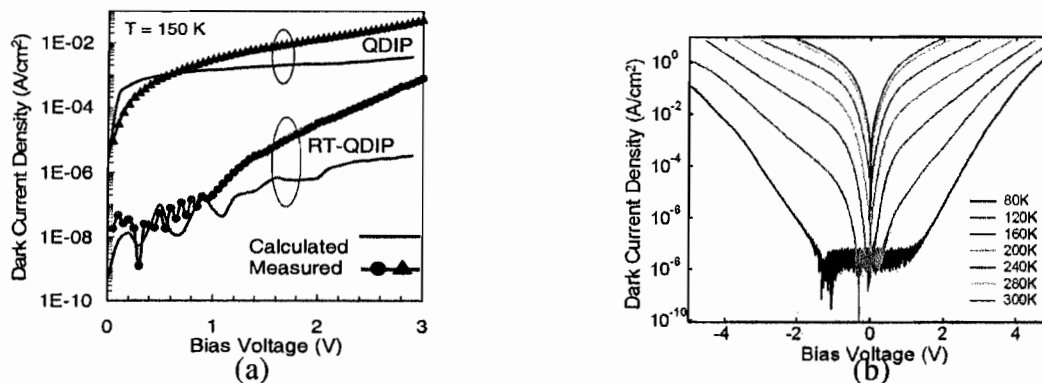 T = 150 K
Dark Current Density (A/cm²)
1E-02
1E-04
1E-06
1E-08
1E-10
QDIP
RT-QDIP
Calculated
Measured
0
1
2
3
Bias Voltage (V)
(a)
Dark Current Density (A/cm²)
10⁰
10⁻²
10⁻⁴
10⁻⁶
10⁻⁸
10⁻¹⁰
80K
120K
160K
200K
240K
280K
300K
-4
-2
0
2
4
Bias Voltage (V)
(b)